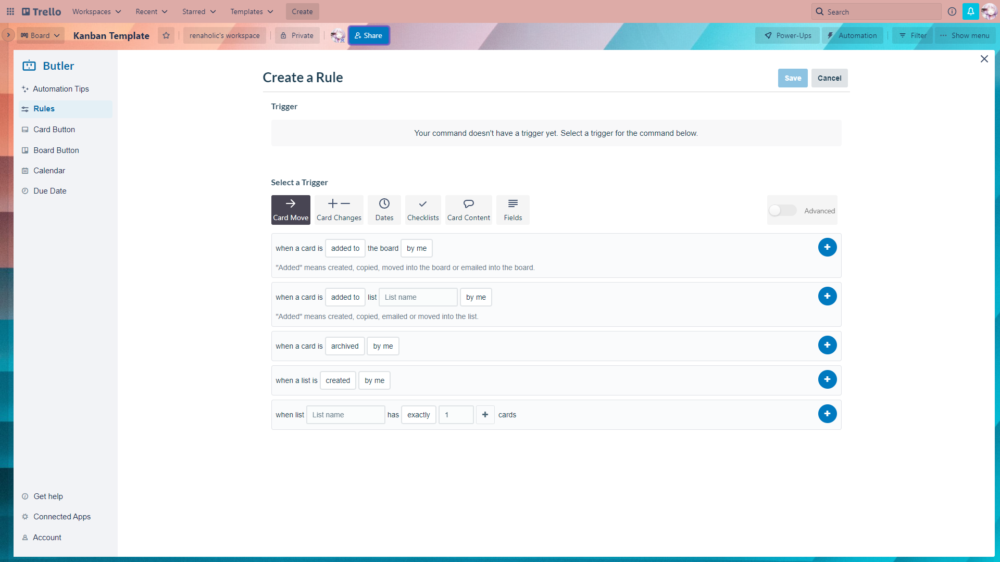 Trello Workspaces Recent Starred Templates Create Search
Board Kanban Template renaholic's workspace Private Share Power-Ups Automation Filter Show menu
Butler
Automation Tips
Rules
Card Button
Board Button
Calendar
Due Date
Get help
Connected Apps
Account
Create a Rule
Save Cancel
Trigger
Your command doesn't have a trigger yet. Select a trigger for the command below.
Select a Trigger
Card Move Card Changes Dates Checklists Card Content Fields Advanced
when a card is added to the board by me
"Added" means created, copied, moved into the board or emailed into the board.
when a card is added to list List name by me
"Added" means created, copied, emailed or moved into the list.
when a card is archived by me
when a list is created by me
when list List name has exactly 1 cards